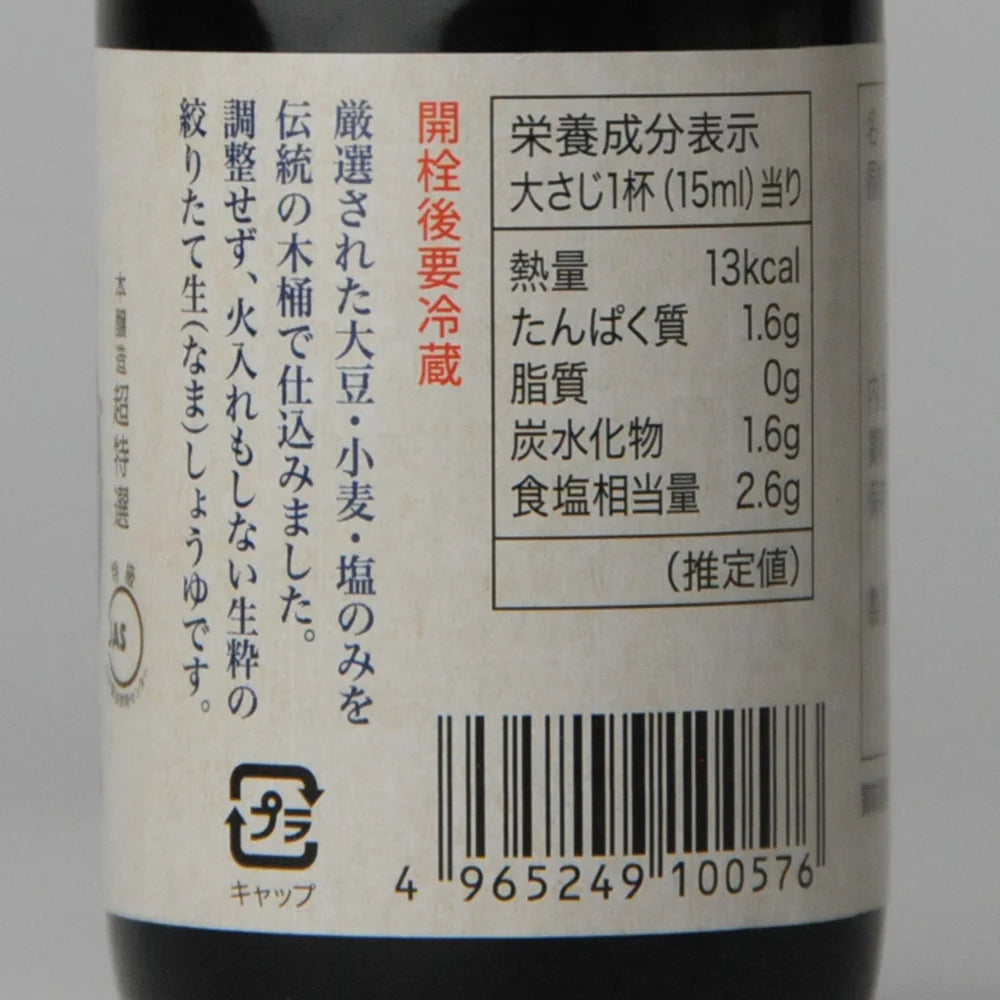 開栓後要冷蔵
厳選された大豆・小麦・塩のみを
伝統の木桶で仕込みました。
調整せず、火入れもしない生粋の
絞りたて生(なま)しょうゆです。
本醸造 超特選
JAS
栄養成分表示
大さじ1杯(15ml)当り
熱量 13kcal
たんぱく質 1.6g
脂質 0g
炭水化物 1.6g
食塩相当量 2.6g
(推定値)
プラ
キャップ
4 965249 100576